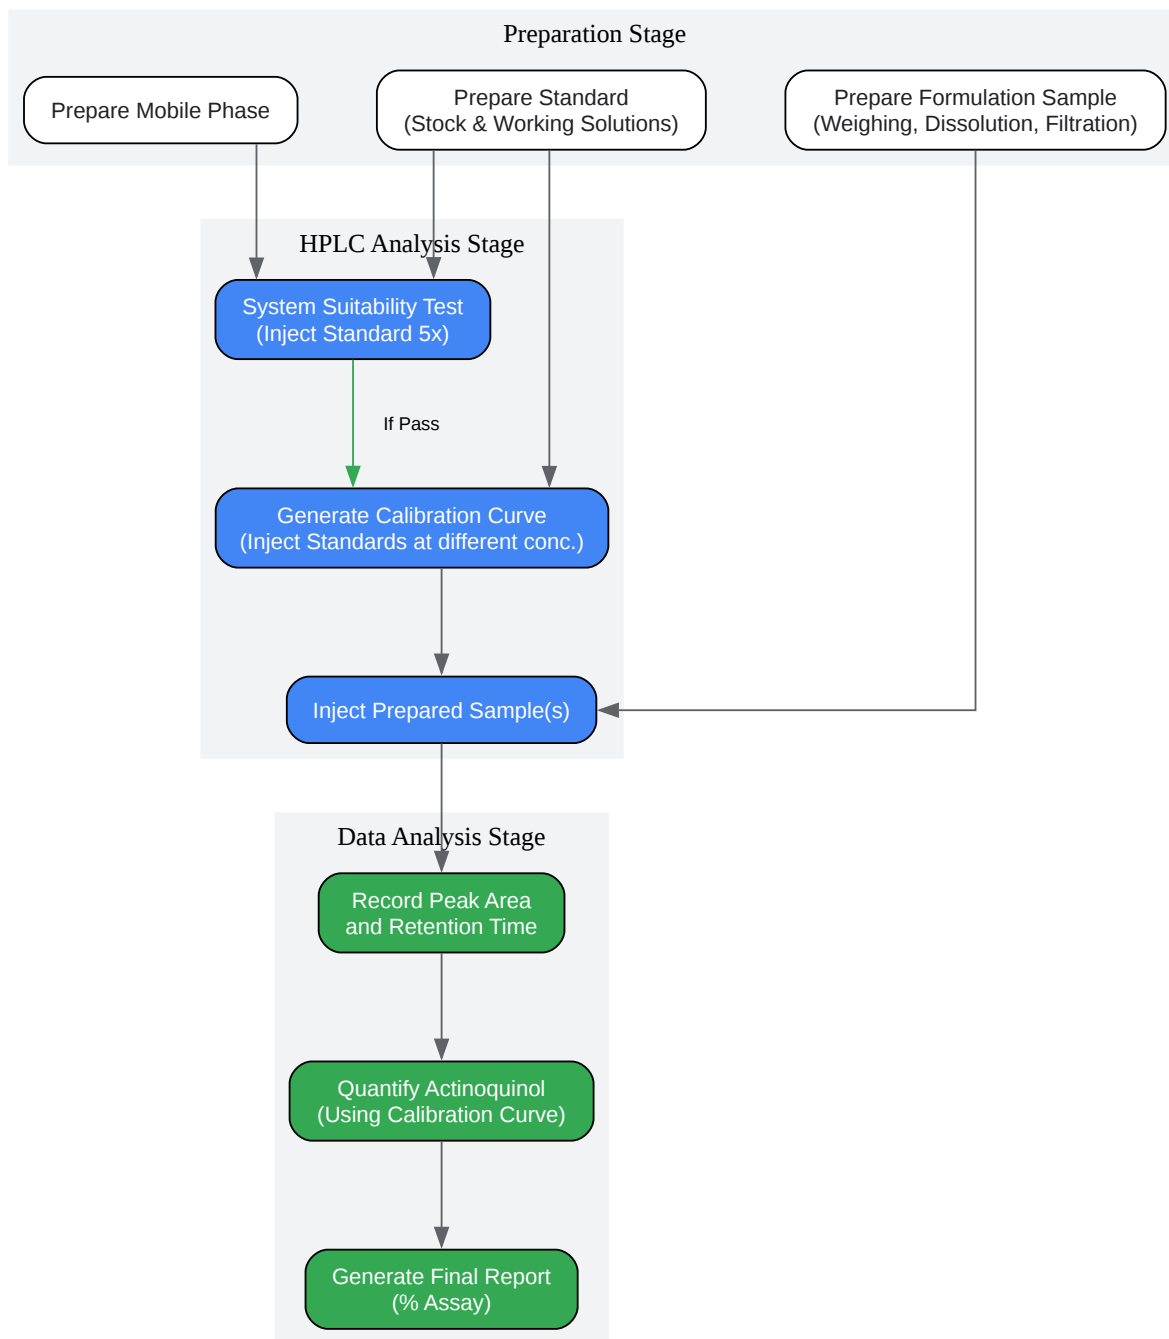 Preparation Stage
Prepare Mobile Phase
Prepare Standard
(Stock & Working Solutions)
Prepare Formulation Sample
(Weighing, Dissolution, Filtration)
HPLC Analysis Stage
System Suitability Test
(Inject Standard 5x)
If Pass
Generate Calibration Curve
(Inject Standards at different conc.)
Inject Prepared Sample(s)
Data Analysis Stage
Record Peak Area
and Retention Time
Quantify Actinoquinol
(Using Calibration Curve)
Generate Final Report
(% Assay)